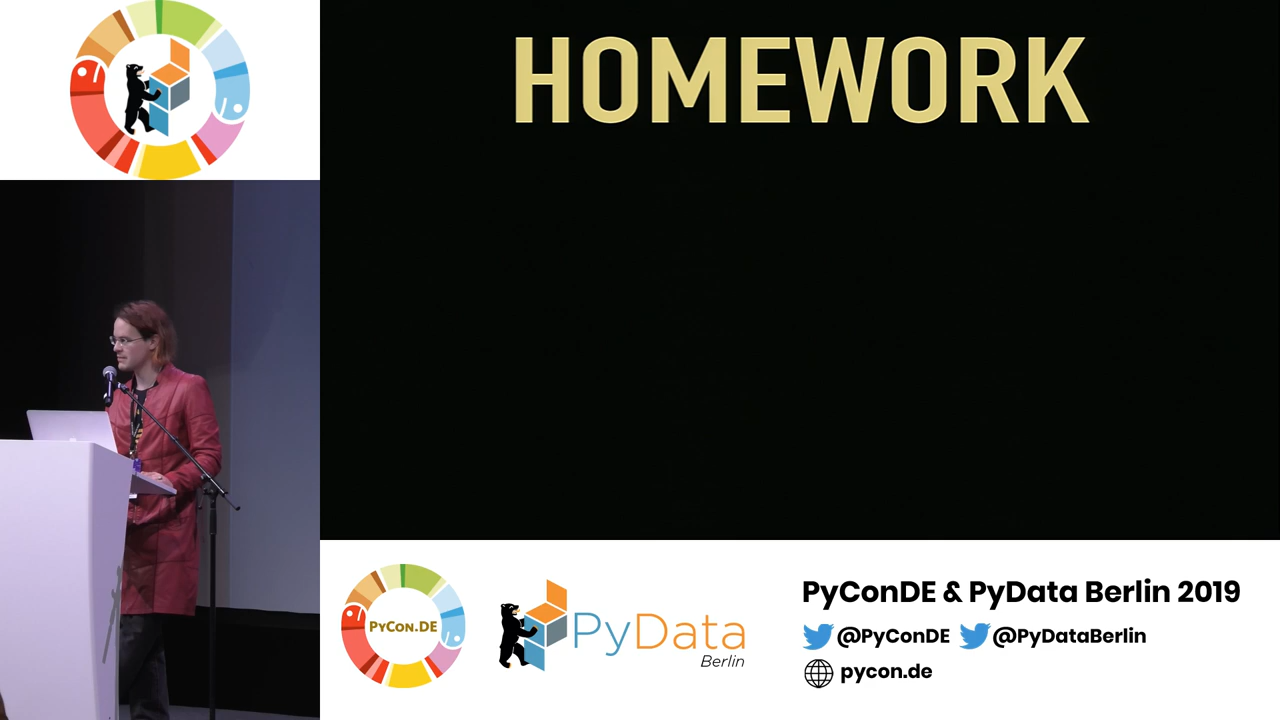 HOMEWORK
PyCon.DE
PyData
Berlin
PyConDE & PyData Berlin 2019
@PyConDE @PyDataBerlin
pycon.de